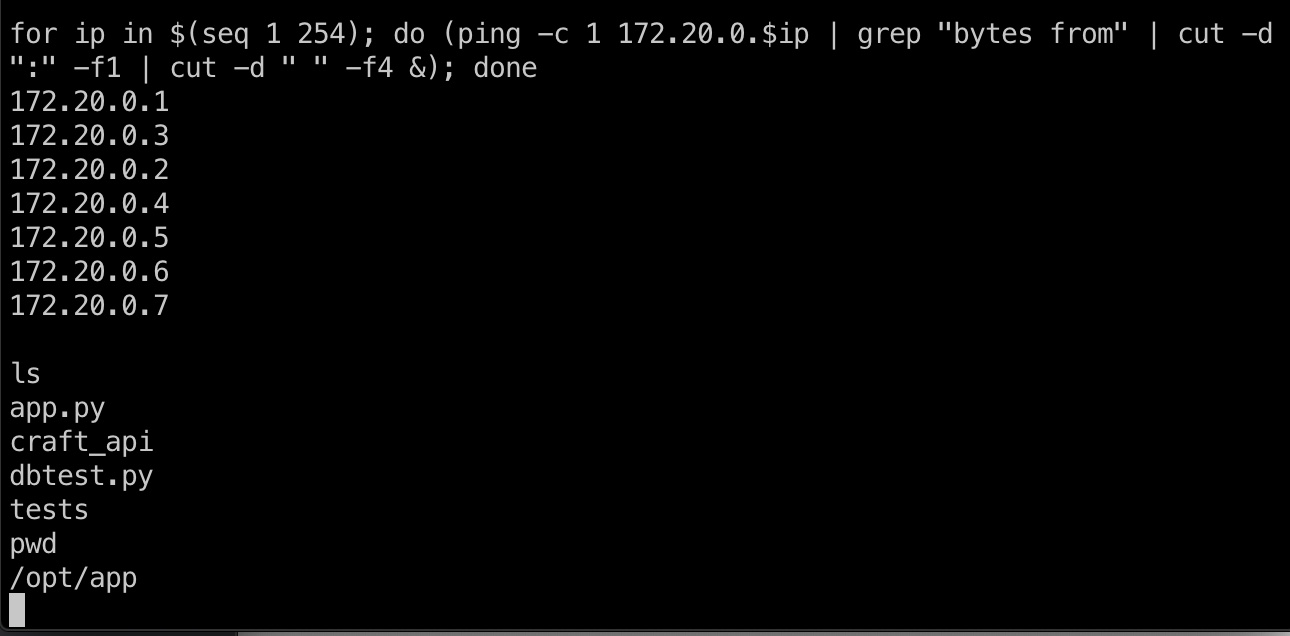 for ip in $(seq 1 254); do (ping -c 1 172.20.0.$ip | grep "bytes from" | cut -d
":" -f1 | cut -d " " -f4 &); done
172.20.0.1
172.20.0.3
172.20.0.2
172.20.0.4
172.20.0.5
172.20.0.6
172.20.0.7
ls
app.py
craft_api
dbtest.py
tests
pwd
/opt/app